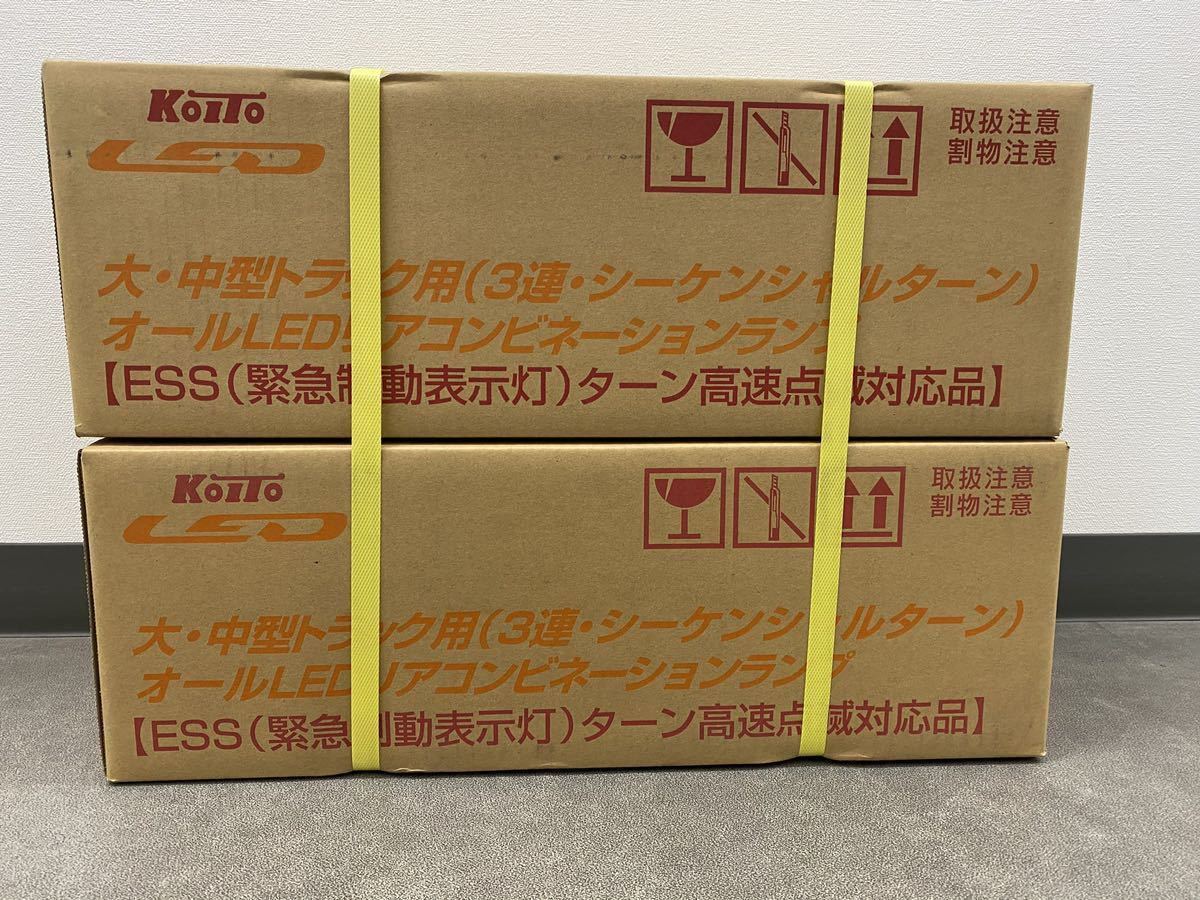 KOITO
LED
取扱注意
割物注意
大・中型トラック用(3連・シーケンシャルターン)
オールLEDリアコンビネーションランプ
【ESS(緊急制動表示灯)ターン高速点滅対応品】
KOITO
LED
取扱注意
割物注意
大・中型トラック用(3連・シーケンシャルターン)
オールLEDリアコンビネーションランプ
【ESS(緊急制動表示灯)ターン高速点滅対応品】